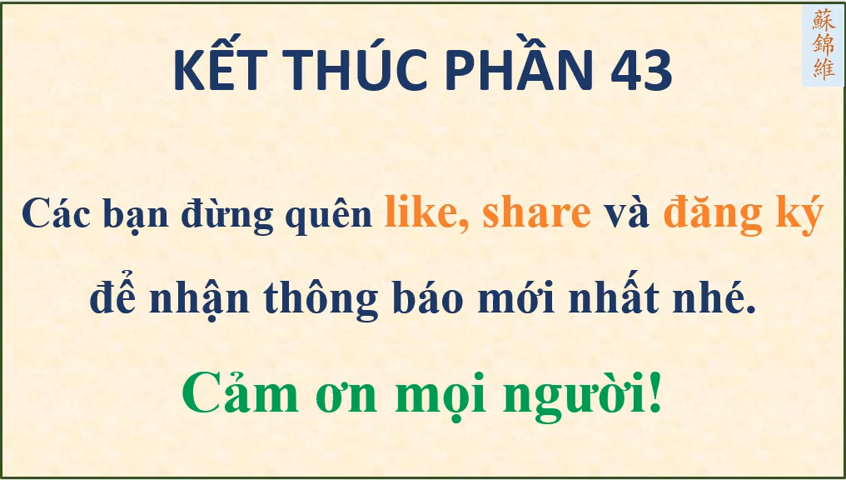 KẾT THÚC PHẦN 43
蘇錦維
Các bạn đừng quên like, share và đăng ký
để nhận thông báo mới nhất nhé.
Cảm ơn mọi người!